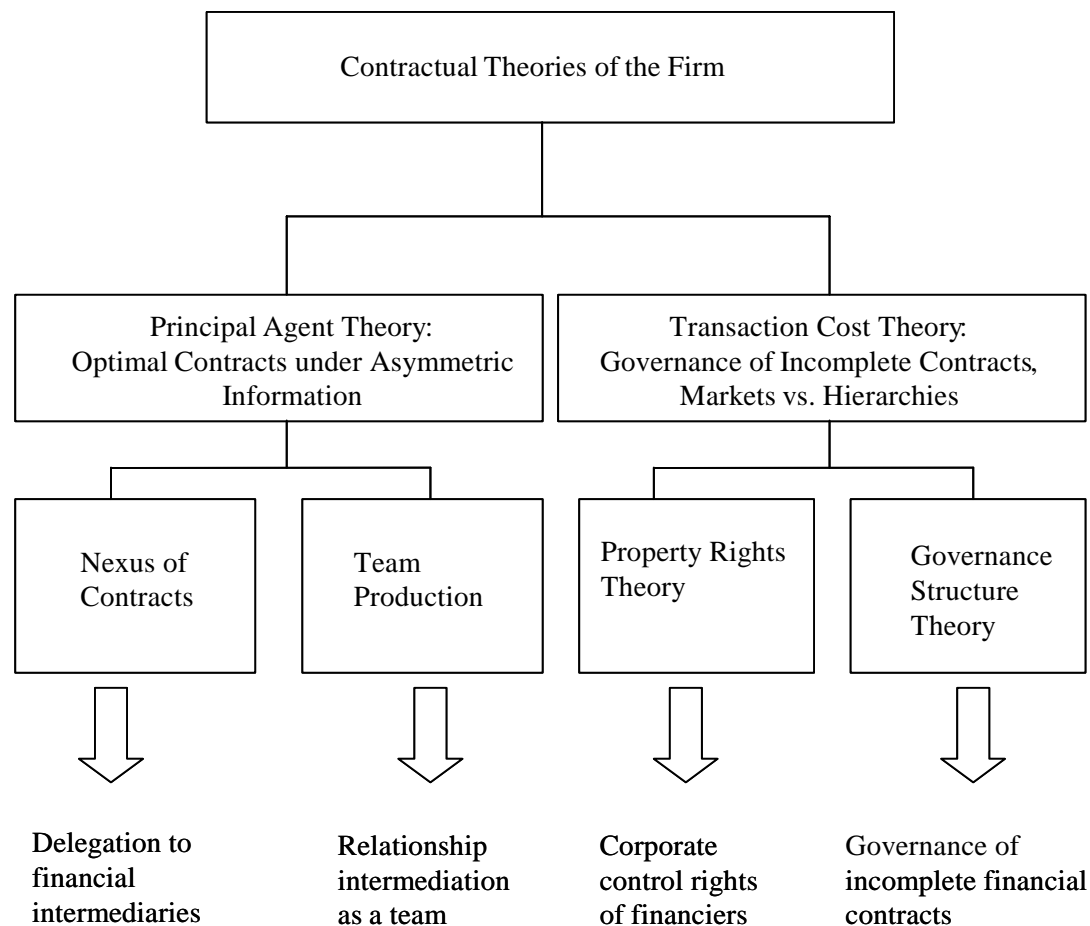 Contractual Theories of the Firm
Principal Agent Theory:
Optimal Contracts under Asymmetric
Information
Transaction Cost Theory:
Governance of Incomplete Contracts,
Markets vs. Hierarchies
Nexus of
Contracts
Team
Production
Property Rights
Theory
Governance
Structure
Theory
Delegation to
financial
intermediaries
Relationship
intermediation
as a team
Corporate
control rights
of financiers
Governance of
incomplete financial
contracts